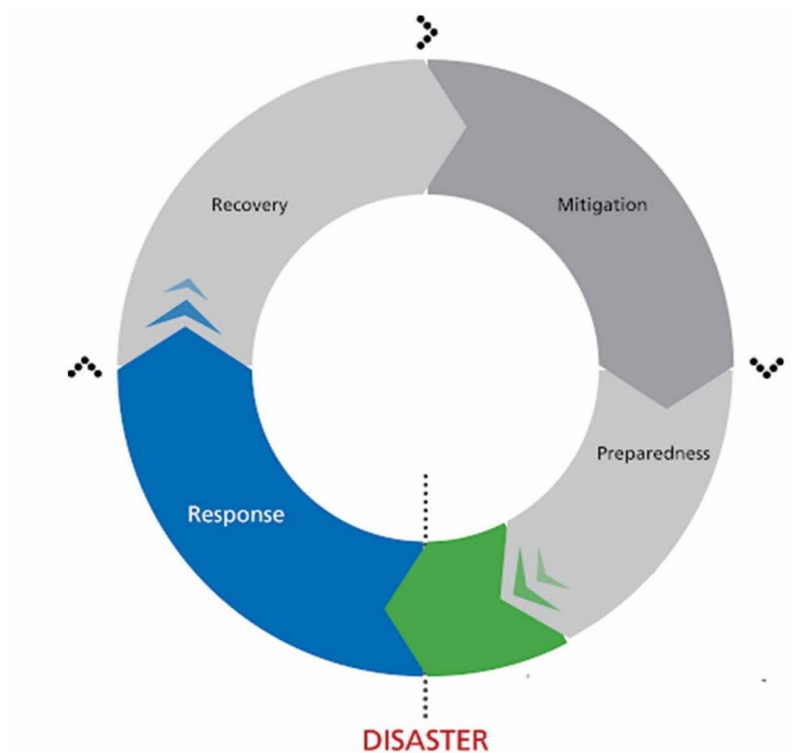 Recovery
Mitigation
Preparedness
Response
DISASTER